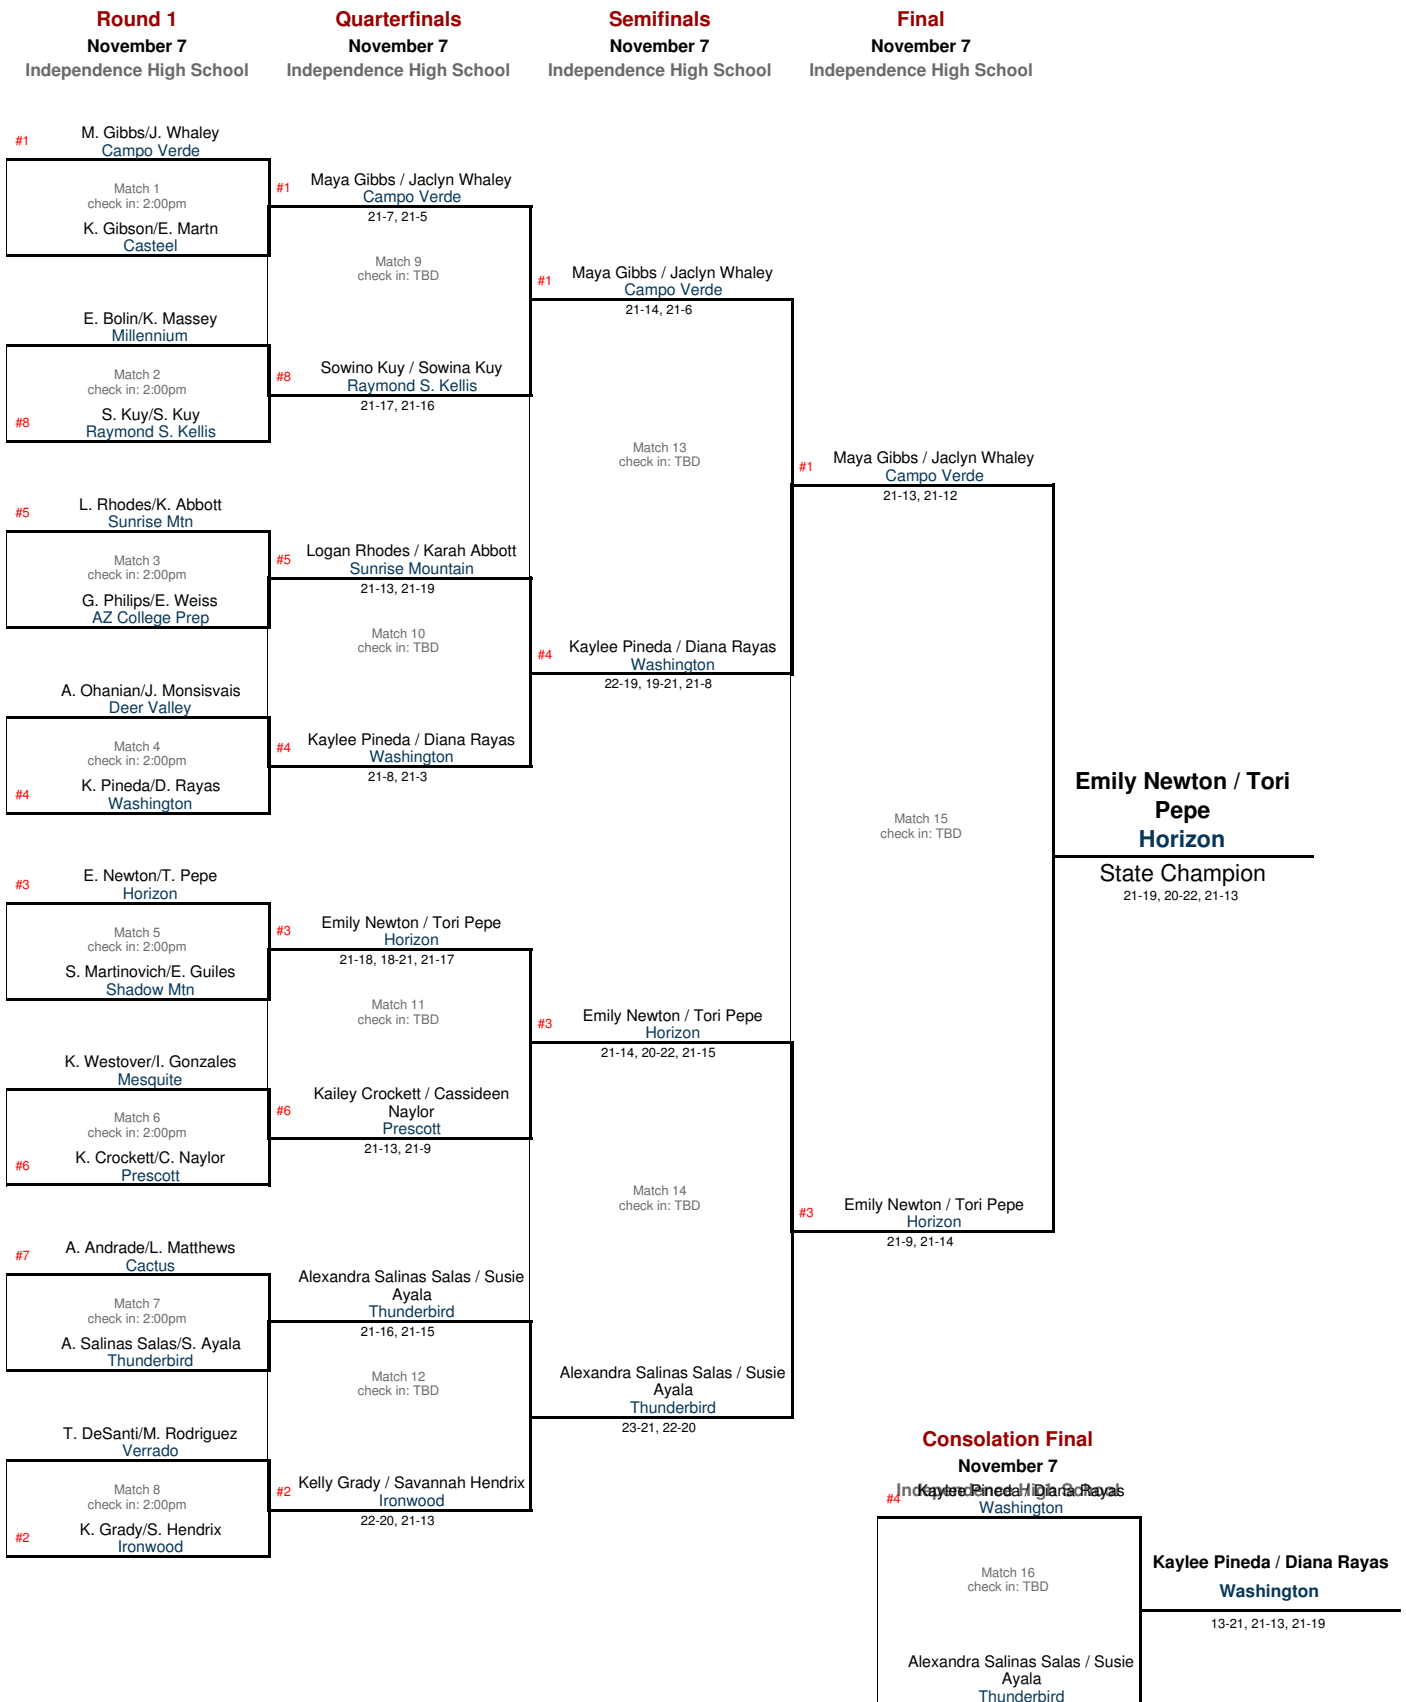 Round 1
November 7
Independence High School
#1
M. Gibbs/J. Whaley
Campo Verde
Match 1
check in: 2:00pm
K. Gibson/E. Martn
Casteel
E. Bolin/K. Massey
Millennium
Match 2
check in: 2:00pm
#8
S. Kuy/S. Kuy
Raymond S. Kellis
#5
L. Rhodes/K. Abbott
Sunrise Mtn
Match 3
check in: 2:00pm
G. Philips/E. Weiss
AZ College Prep
A. Ohanian/J. Monsisvais
Deer Valley
Match 4
check in: 2:00pm
#4
K. Pineda/D. Rayas
Washington
#3
E. Newton/T. Pepe
Horizon
Match 5
check in: 2:00pm
S. Martinovich/E. Guiles
Shadow Mtn
K. Westover/I. Gonzales
Mesquite
Match 6
check in: 2:00pm
#6
K. Crockett/C. Naylor
Prescott
#7
A. Andrade/L. Matthews
Cactus
Match 7
check in: 2:00pm
A. Salinas Salas/S. Ayala
Thunderbird
T. DeSanti/M. Rodriguez
Verrado
Match 8
check in: 2:00pm
#2
K. Grady/S. Hendrix
Ironwood
Quarterfinals
November 7
Independence High School
#1
Maya Gibbs / Jaclyn Whaley
Campo Verde
21-7, 21-5
Match 9
check in: TBD
#8
Sowino Kuy / Sowina Kuy
Raymond S. Kellis
21-17, 21-16
#5
Logan Rhodes / Karah Abbott
Sunrise Mountain
21-13, 21-19
Match 10
check in: TBD
#4
Kaylee Pineda / Diana Rayas
Washington
21-8, 21-3
#3
Emily Newton / Tori Pepe
Horizon
21-18, 18-21, 21-17
Match 11
check in: TBD
#6
Kailey Crockett / Cassideen
Naylor
Prescott
21-13, 21-9
Alexandra Salinas Salas / Susie
Ayala
Thunderbird
21-16, 21-15
Match 12
check in: TBD
#2
Kelly Grady / Savannah Hendrix
Ironwood
22-20, 21-13
Semifinals
November 7
Independence High School
#1
Maya Gibbs / Jaclyn Whaley
Campo Verde
21-14, 21-6
Match 13
check in: TBD
#4
Kaylee Pineda / Diana Rayas
Washington
22-19, 19-21, 21-8
#3
Emily Newton / Tori Pepe
Horizon
21-14, 20-22, 21-15
Match 14
check in: TBD
Alexandra Salinas Salas / Susie
Ayala
Thunderbird
23-21, 22-20
Final
November 7
Independence High School
#1
Maya Gibbs / Jaclyn Whaley
Campo Verde
21-13, 21-12
Match 15
check in: TBD
#3
Emily Newton / Tori Pepe
Horizon
21-9, 21-14
Emily Newton / Tori
Pepe
Horizon
State Champion
21-19, 20-22, 21-13
Consolation Final
November 7
Independence High School
#4
Kaylee Pineda / Diana Rayas
Washington
Match 16
check in: TBD
Alexandra Salinas Salas / Susie
Ayala
Thunderbird
Kaylee Pineda / Diana Rayas
Washington
13-21, 21-13, 21-19